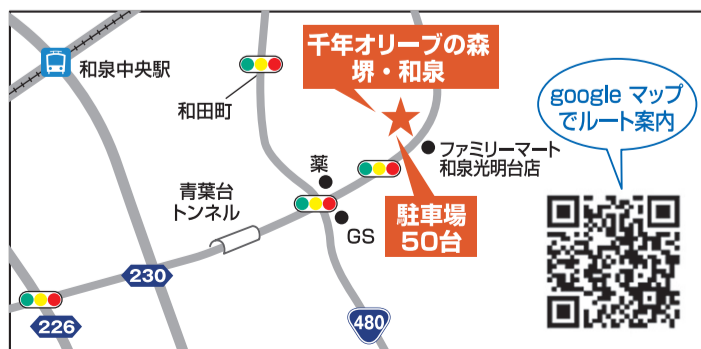 和泉中央駅
和田町
千年オリーブの森
堺・和泉
google マップ
でルート案内
ファミリーマート
和泉光明台店
薬
青葉台
トンネル
駐車場
50台
GS
230
226
480